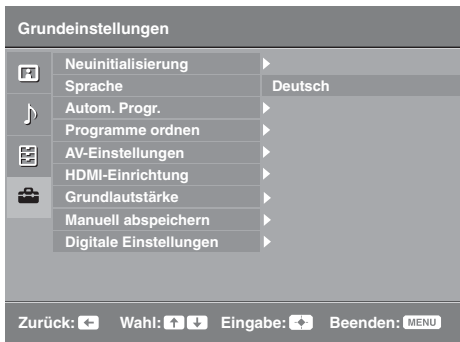 Grundeinstellungen
Neuinitialisierung
Sprache Deutsch
Autom. Progr.
Programme ordnen
AV-Einstellungen
HDMI-Einrichtung
Grundlautstärke
Manuell abspeichern
Digitale Einstellungen
Zurück: Wahl: Eingabe: Beenden: MENU